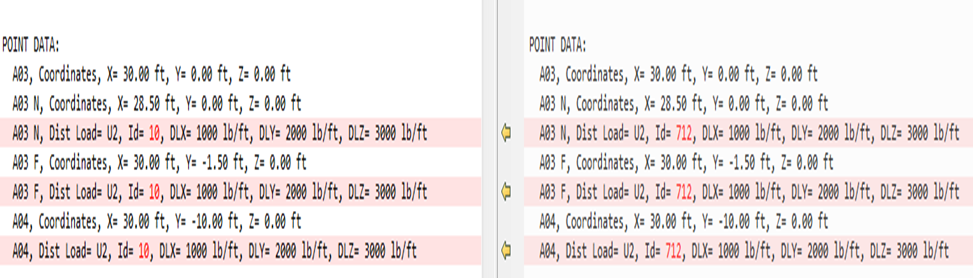 POINT DATA:
A03, Coordinates, X= 30.00 ft, Y= 0.00 ft, Z= 0.00 ft
A03 N, Coordinates, X= 28.50 ft, Y= 0.00 ft, Z= 0.00 ft
A03 N, Dist Load= U2, Id= 10, DLX= 1000 lb/ft, DLY= 2000 lb/ft, DLZ= 3000 lb/ft
A03 F, Coordinates, X= 30.00 ft, Y= -1.50 ft, Z= 0.00 ft
A03 F, Dist Load= U2, Id= 10, DLX= 1000 lb/ft, DLY= 2000 lb/ft, DLZ= 3000 lb/ft
A04, Coordinates, X= 30.00 ft, Y= -10.00 ft, Z= 0.00 ft
A04, Dist Load= U2, Id= 10, DLX= 1000 lb/ft, DLY= 2000 lb/ft, DLZ= 3000 lb/ft
POINT DATA:
A03, Coordinates, X= 30.00 ft, Y= 0.00 ft, Z= 0.00 ft
A03 N, Coordinates, X= 28.50 ft, Y= 0.00 ft, Z= 0.00 ft
A03 N, Dist Load= U2, Id= 712, DLX= 1000 lb/ft, DLY= 2000 lb/ft, DLZ= 3000 lb/ft
A03 F, Coordinates, X= 30.00 ft, Y= -1.50 ft, Z= 0.00 ft
A03 F, Dist Load= U2, Id= 712, DLX= 1000 lb/ft, DLY= 2000 lb/ft, DLZ= 3000 lb/ft
A04, Coordinates, X= 30.00 ft, Y= -10.00 ft, Z= 0.00 ft
A04, Dist Load= U2, Id= 712, DLX= 1000 lb/ft, DLY= 2000 lb/ft, DLZ= 3000 lb/ft